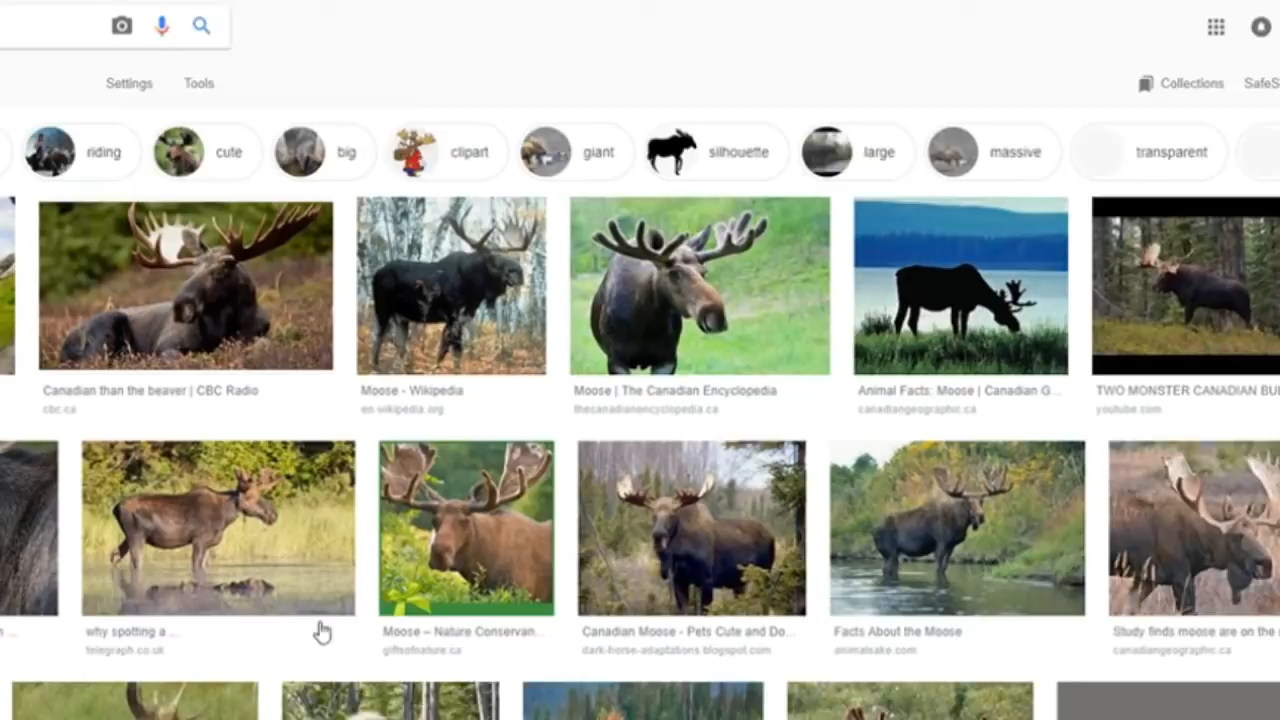 Settings Tools Collections SafeS
riding cute big clipart giant silhouette large massive transparent
Canadian than the beaver | CBC Radio
cbc.ca
Moose - Wikipedia
en.wikipedia.org
Moose | The Canadian Encyclopedia
thecanadianencyclopedia.ca
Animal Facts: Moose | Canadian G...
canadiangeographic.ca
TWO MONSTER CANADIAN BU
youtube.com
why spotting a ...
telegraph.co.uk
Moose – Nature Conservan...
giftsofnature.ca
Canadian Moose - Pets Cute and Do...
dark-horse-adaptations.blogspot.com
Facts About the Moose
animalsake.com
Study finds moose are on the
canadiangeographic.ca